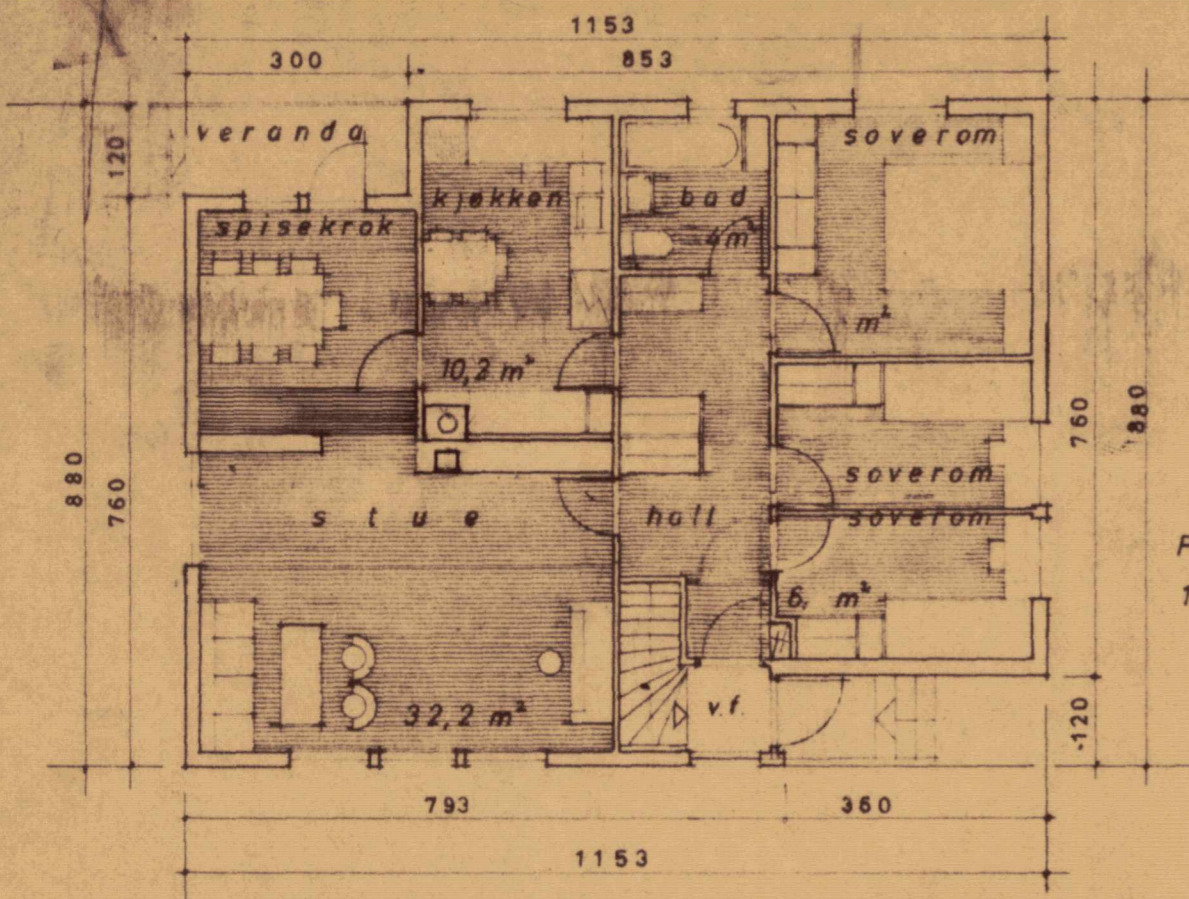 1153
300
853
veranda
soverom
120
kjøkken
bad
spisekrok
4m²
m²
10,2 m²
760
880
880
760
soverom
stue
hall
soverom
6, m²
32,2 m²
v.f.
120
793
360
1153